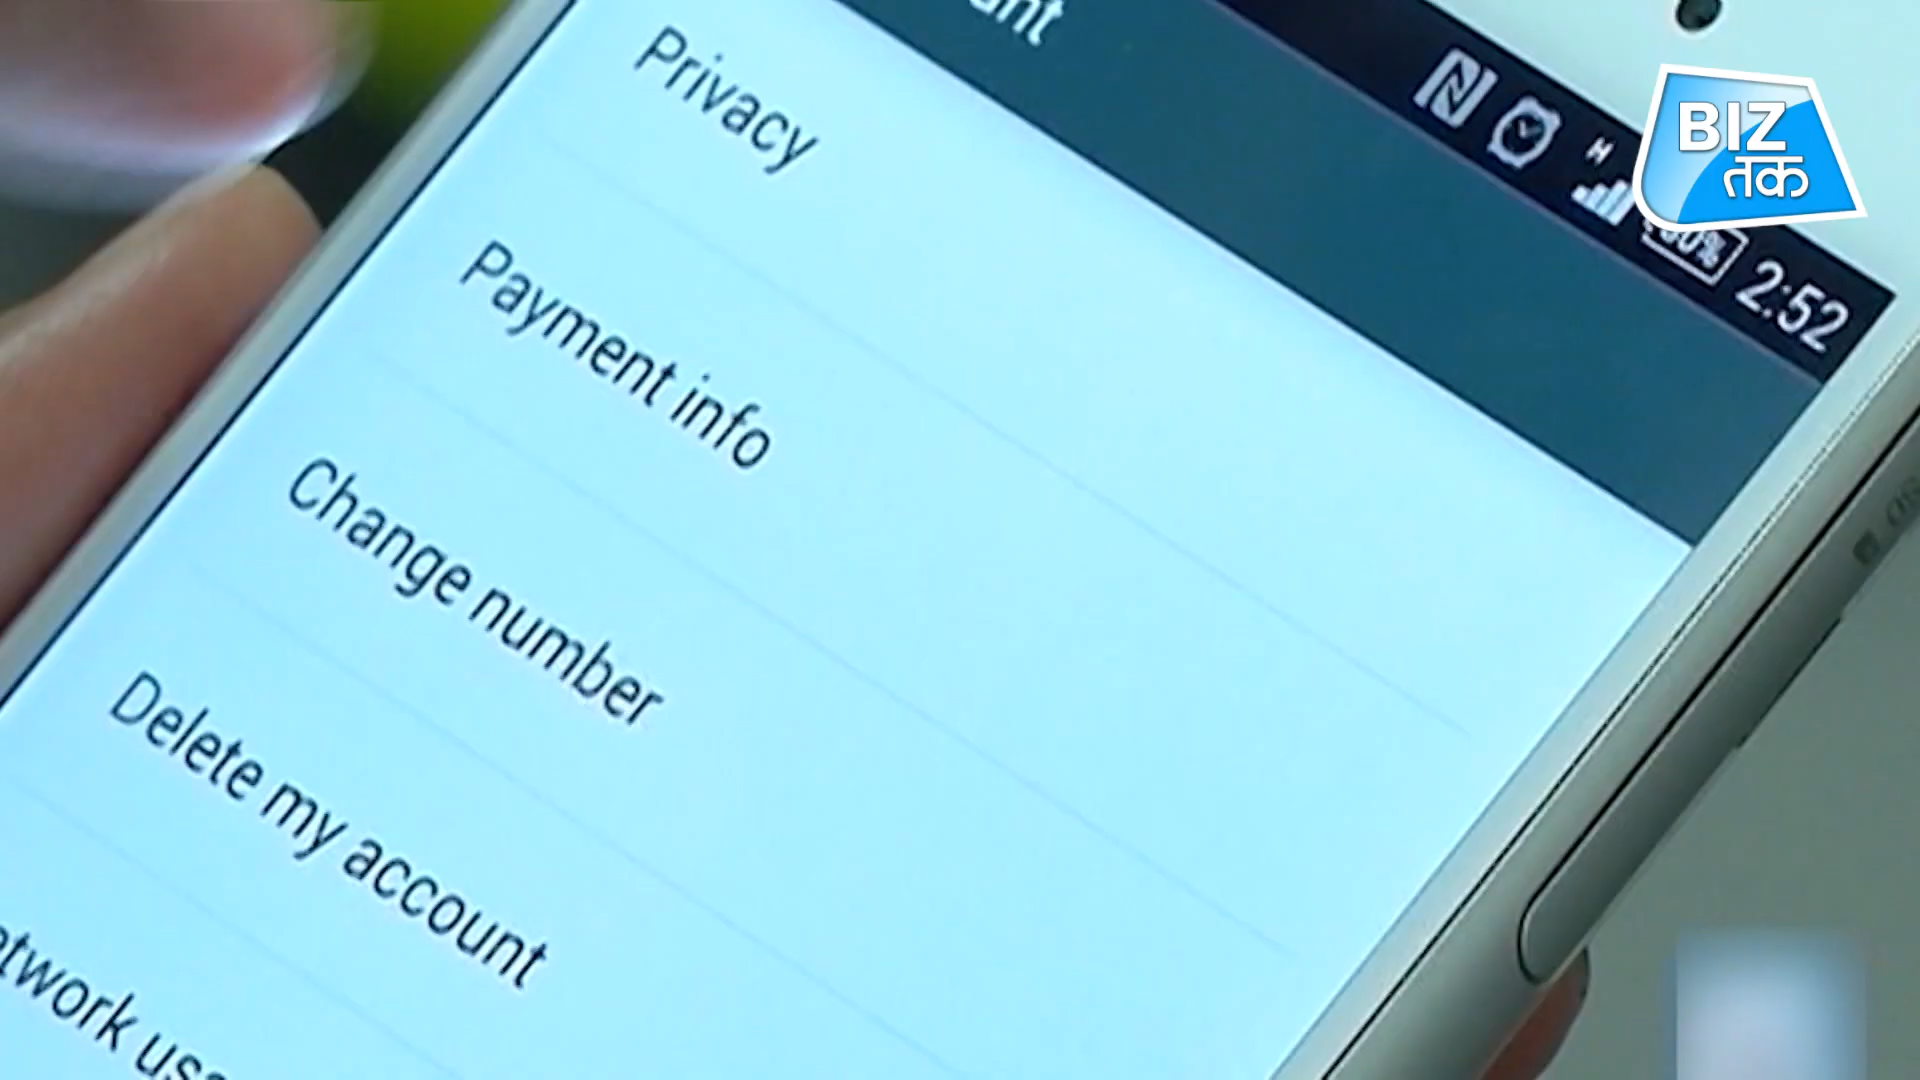 BIZ
तक
2:52
Privacy
Payment info
Change number
Delete my account